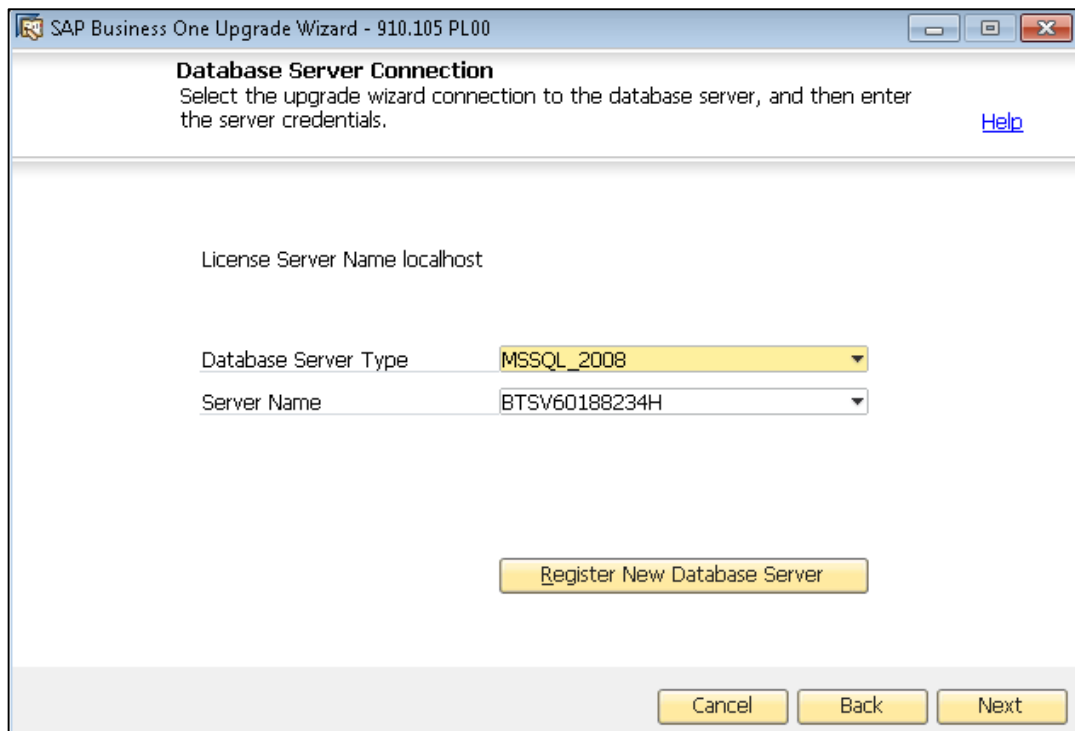 SAP Business One Upgrade Wizard - 910.105 PL00
Database Server Connection
Select the upgrade wizard connection to the database server, and then enter
the server credentials.
Help
License Server Name localhost
Database Server Type MSSQL_2008
Server Name BTSV60188234H
Register New Database Server
Cancel Back Next